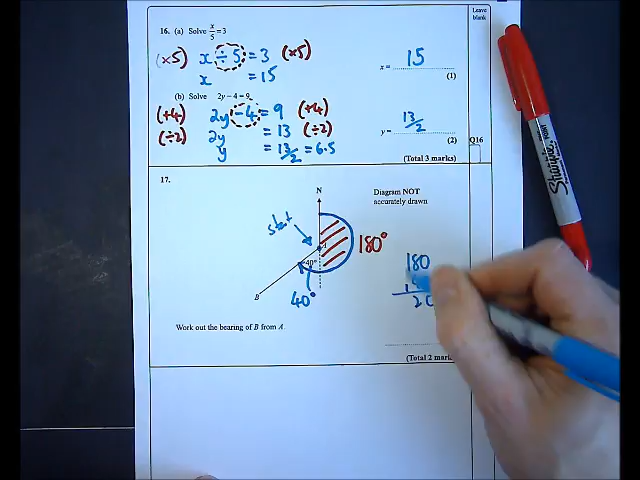 Leave
blank
16. (a) Solve x/5 = 3
(×5) x ÷ 5 = 3 (×5)
x = 15
15
x =
(1)
(b) Solve 2y – 4 = 9
(+4) 2y - 4 = 9 (+4)
(÷2) 2y = 13 (÷2)
y = 13/2 = 6.5
13/2
y =
(2)
Q16
(Total 3 marks)
17.
N
Diagram NOT
accurately drawn
start
A
180°
40°
B
40°
180
20
Work out the bearing of B from A.
(Total 2 mark
Sharpie